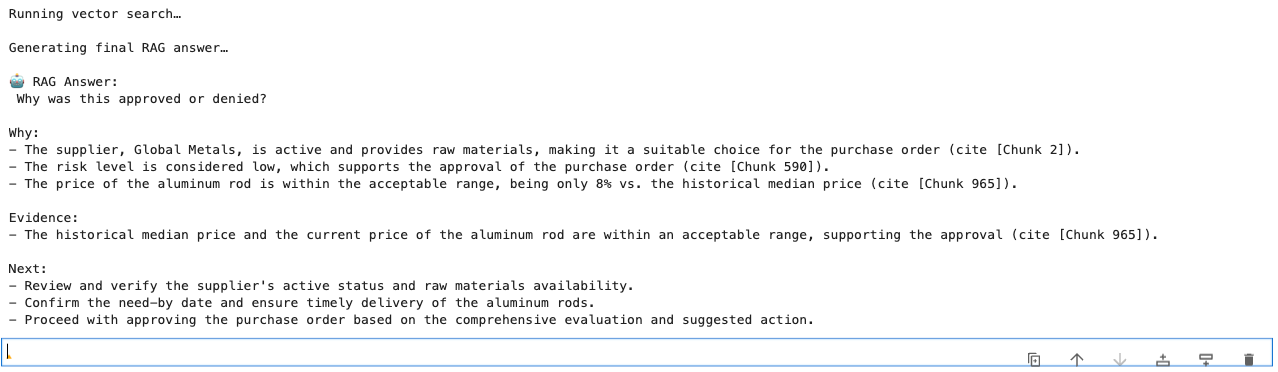 Running vector search…
Generating final RAG answer…
🤖 RAG Answer:
Why was this approved or denied?
Why:
– The supplier, Global Metals, is active and provides raw materials, making it a suitable choice for the purchase order (cite [Chunk 2]).
– The risk level is considered low, which supports the approval of the purchase order (cite [Chunk 590]).
– The price of the aluminum rod is within the acceptable range, being only 8% vs. the historical median price (cite [Chunk 965]).
Evidence:
– The historical median price and the current price of the aluminum rod are within an acceptable range, supporting the approval (cite [Chunk 965]).
Next:
– Review and verify the supplier's active status and raw materials availability.
– Confirm the need–by date and ensure timely delivery of the aluminum rods.
– Proceed with approving the purchase order based on the comprehensive evaluation and suggested action.